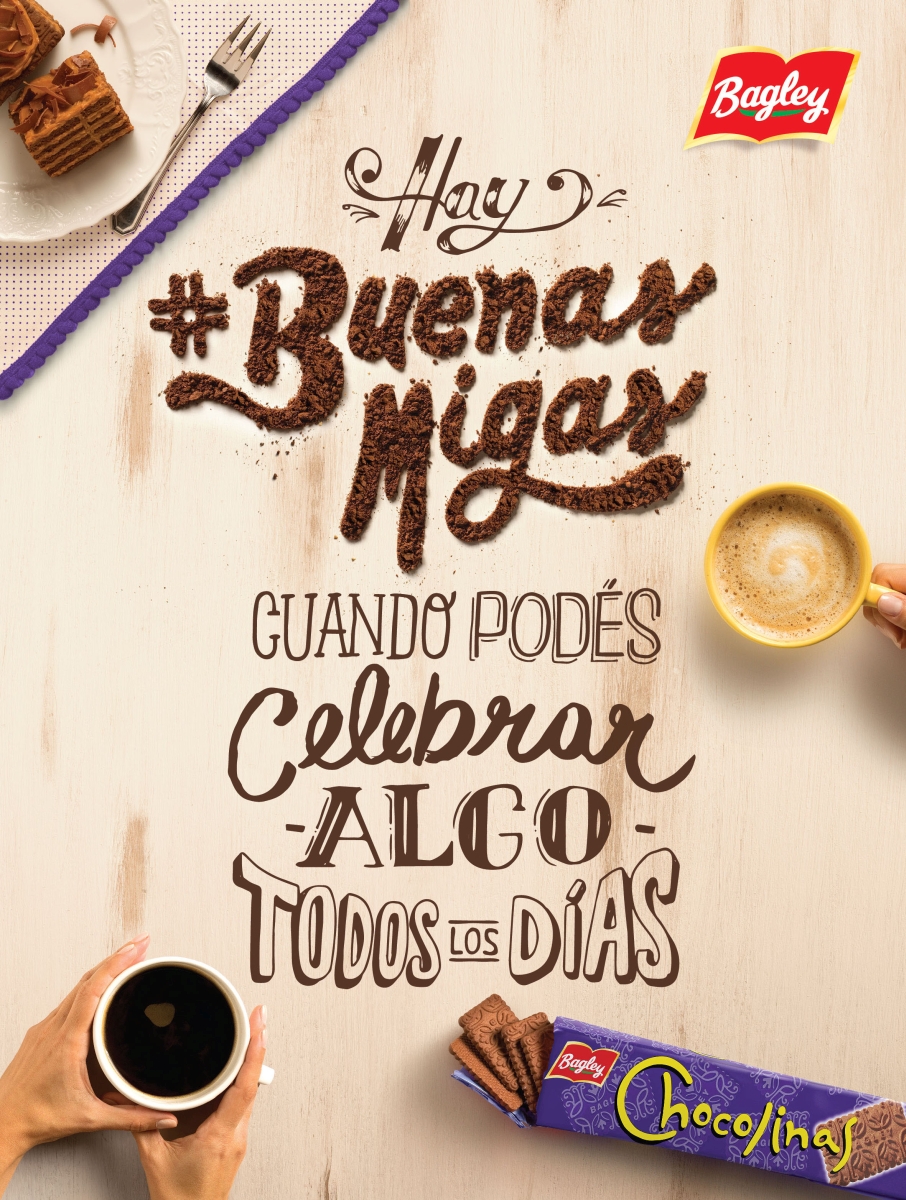 Bagley
Hay
#Buenas
Migas
CUANDO PODÉS
Celebrar
-ALGO-
TODOS LOS DÍAS
Bagley
Chocolinas